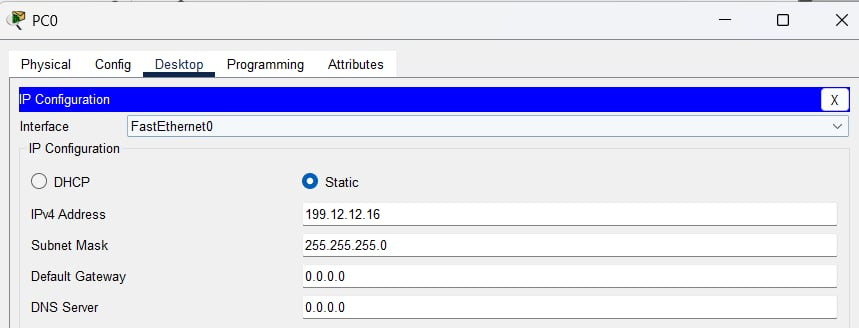 PC0
Physical Config Desktop Programming Attributes
IP Configuration X
Interface FastEthernet0
IP Configuration
DHCP Static
IPv4 Address 199.12.12.16
Subnet Mask 255.255.255.0
Default Gateway 0.0.0.0
DNS Server 0.0.0.0